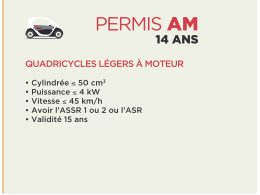 PERMIS AM
14 ANS
QUADRICYCLES LÉGERS À MOTEUR
• Cylindrée ≤ 50 cm³
• Puissance ≤ 4 kW
• Vitesse ≤ 45 km/h
• Avoir l'ASSR 1 ou 2 ou l'ASR
• Validité 15 ans